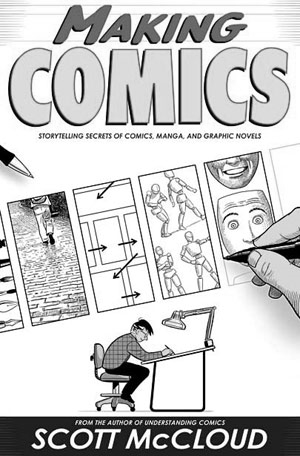 MAKING
COMICS
STORYTELLING SECRETS OF COMICS, MANGA, AND GRAPHIC NOVELS
FROM THE AUTHOR OF UNDERSTANDING COMICS
SCOTT McCLOUD